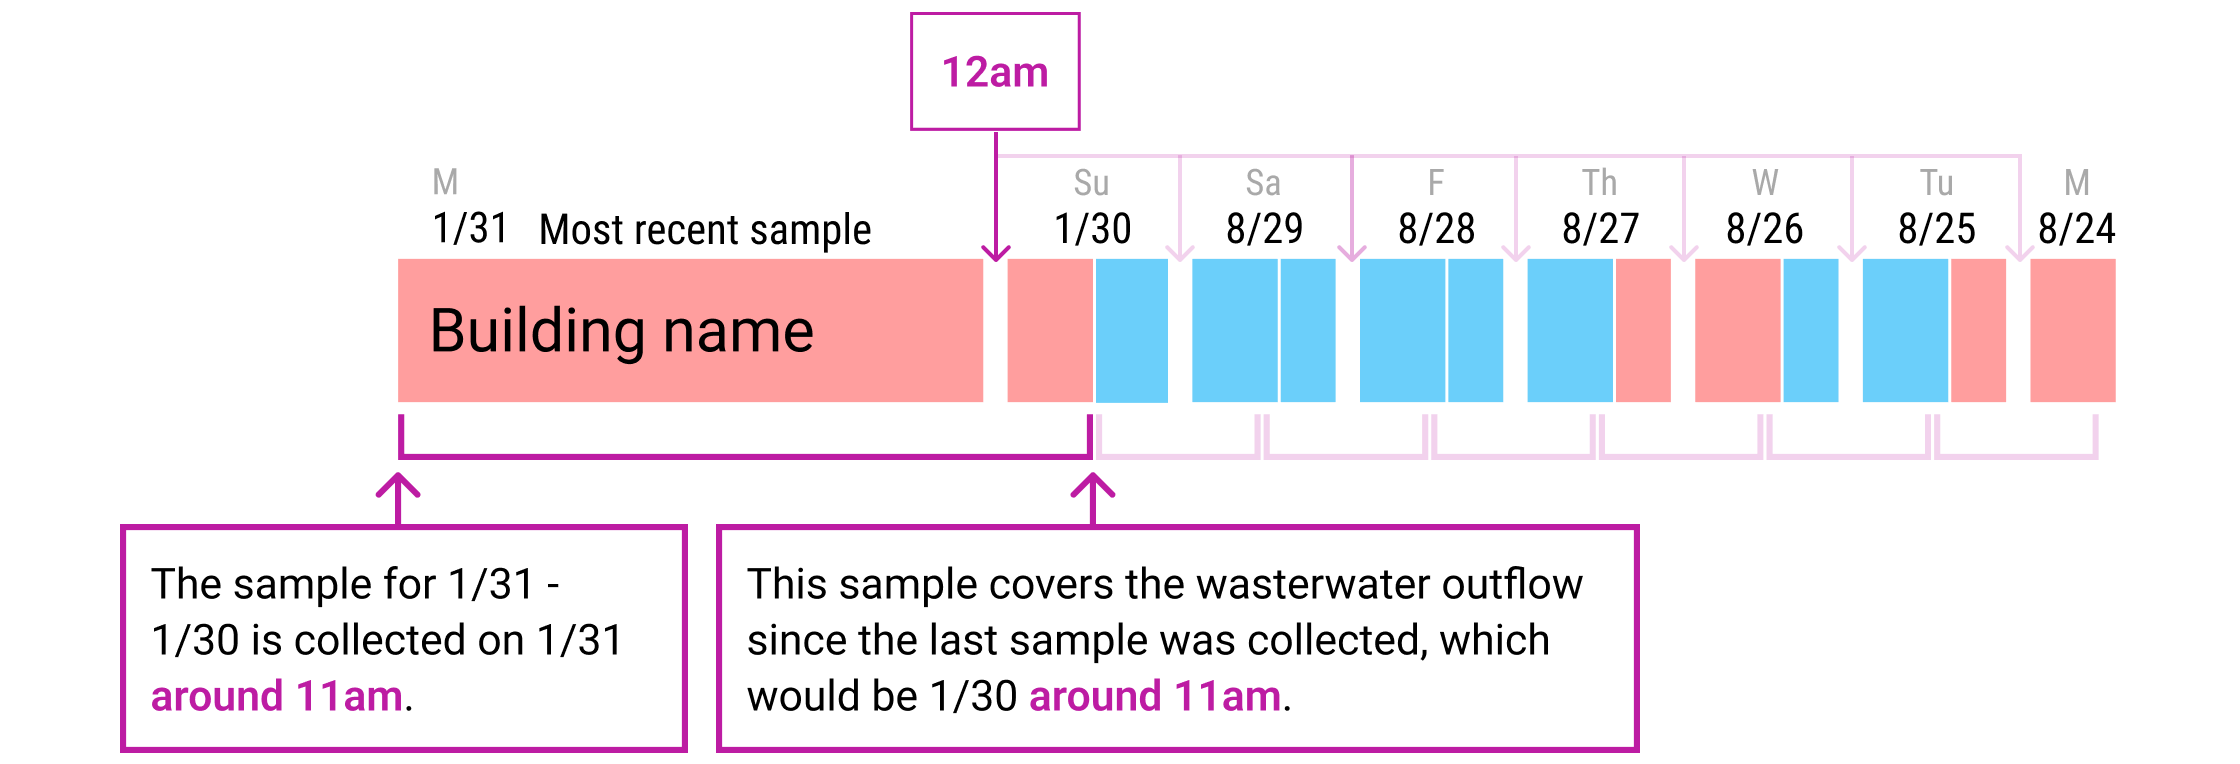 12am
M Su Sa F Th W Tu M
1/31 Most recent sample 1/30 8/29 8/28 8/27 8/26 8/25 8/24
Building name
The sample for 1/31 -
1/30 is collected on 1/31
around 11am.
This sample covers the wasterwater outflow
since the last sample was collected, which
would be 1/30 around 11am.